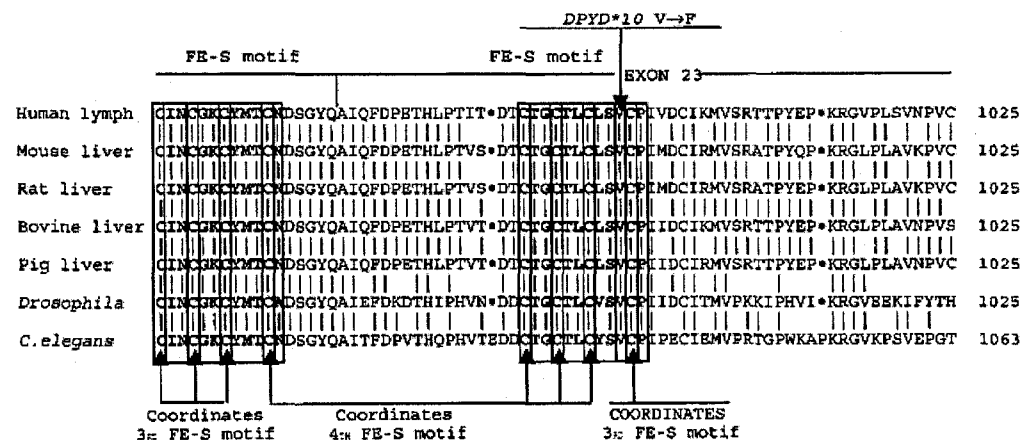 DPYD*10 V→F
FE-S motif FE-S motif
EXON 23
Human lymph CINCGKCYMTCNDSGYQAIQFDPETHLPTIT*DTCTGCTLCLSVCPIVDCIKMVSRTTPYEP*KRGVPLSVNPVC 1025
Mouse liver CINCGKCYMTCNDSGYQAIQFDPETHLPTVS*DTCTGCTLCLSVCPIMDCIRMVSRATPYQP*KRGLPLAVKPVC 1025
Rat liver CINCGKCYMTCNDSGYQAIQFDPETHLPTVS*DTCTGCTLCLSVCPIMDCIRMVSRATPYEP*KRGLPLAVKPVC 1025
Bovine liver CINCGKCYMTCNDSGYQAIQFDPETHLPTVT*DTCTGCTLCLSVCPIIDCIRMVSRTTPYEP*KRGLPLAVNPVS 1025
Pig liver CINCGKCYMTCNDSGYQAIQFDPETHLPTVT*DTCTGCTLCLSVCPIIDCIRMVSRTTPYEP*KRGLPLAVNPVC 1025
Drosophila CINCGKCYMTCNDSGYQAIEFDKDTHIPHVN*DDCTGCTLCVSVCPIIDCITMVPKKIPHVI*KRGVEEKIFYTH 1025
C.elegans CINCGKCYMTCNDSGYQAITFDPVTHQPHVTEDDCTGCTLCYSVCPIPECIEMVPRTGPWKAPKRGVKPSVEPGT 1063
Coordinates Coordinates COORDINATES
FE-S motif 4TH FE-S motif FE-S motif